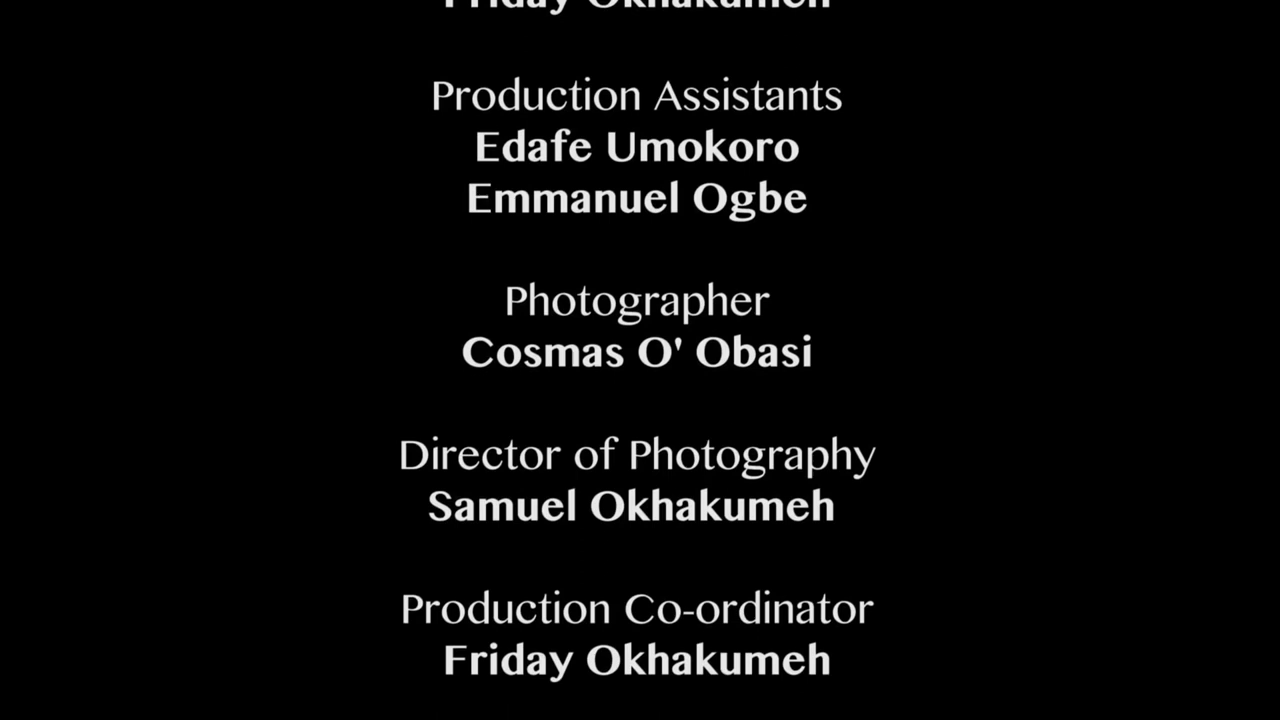 Friday Okhakumeh
Production Assistants
Edafe Umokoro
Emmanuel Ogbe
Photographer
Cosmas O' Obasi
Director of Photography
Samuel Okhakumeh
Production Co-ordinator
Friday Okhakumeh